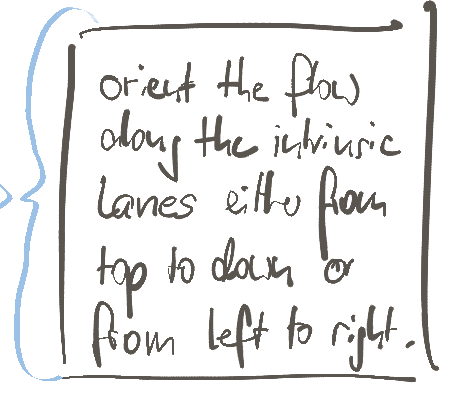 orient the flow
along the intrinsic
lanes either from
top to down or
from left to right.